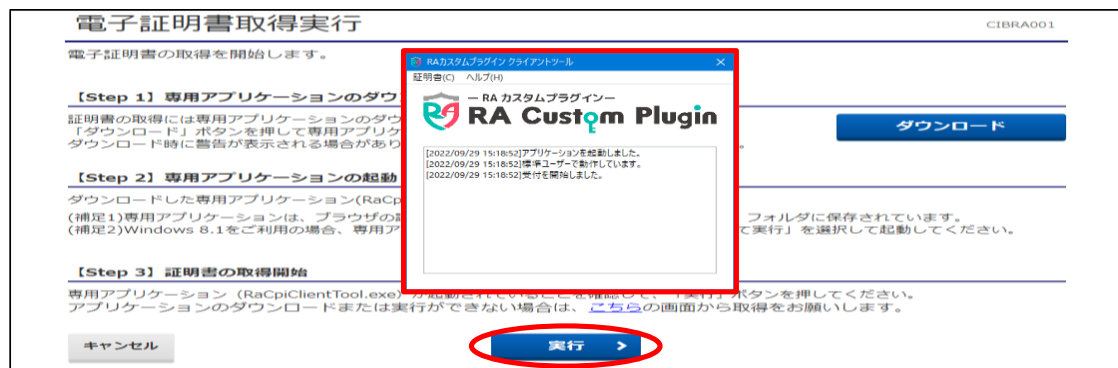 電子証明書取得実行
CIBRA001
電子証明書の取得を開始します。
【Step 1】専用アプリケーションのダウ
証明書の取得には専用アプリケーションのダウ
「ダウンロード」ボタンを押して専用アプリケ
ダウンロード時に警告が表示される場合があり
。
ダウンロード
【Step 2】専用アプリケーションの起動
ダウンロードした専用アプリケーション(RaCp
(補足1)専用アプリケーションは、ブラウザの
フォルダに保存されています。
(補足2)Windows 8.1をご利用の場合、専用ア
て実行」を選択して起動してください。
【Step 3】証明書の取得開始
専用アプリケーション（RaCpiClientTool.exe）が起動されていることを確認して、「実行」ボタンを押してください。
アプリケーションのダウンロードまたは実行ができない場合は、こちらの画面から取得をお願いします。
キャンセル
実行 >
RAカスタムプラグイン クライアントツール ×
証明書(C) ヘルプ(H)
― RA カスタムプラグイン―
RA Custom Plugin
[2022/09/29 15:18:52]アプリケーションを起動しました。
[2022/09/29 15:18:52]標準ユーザーで動作しています。
[2022/09/29 15:18:52]受付を開始しました。